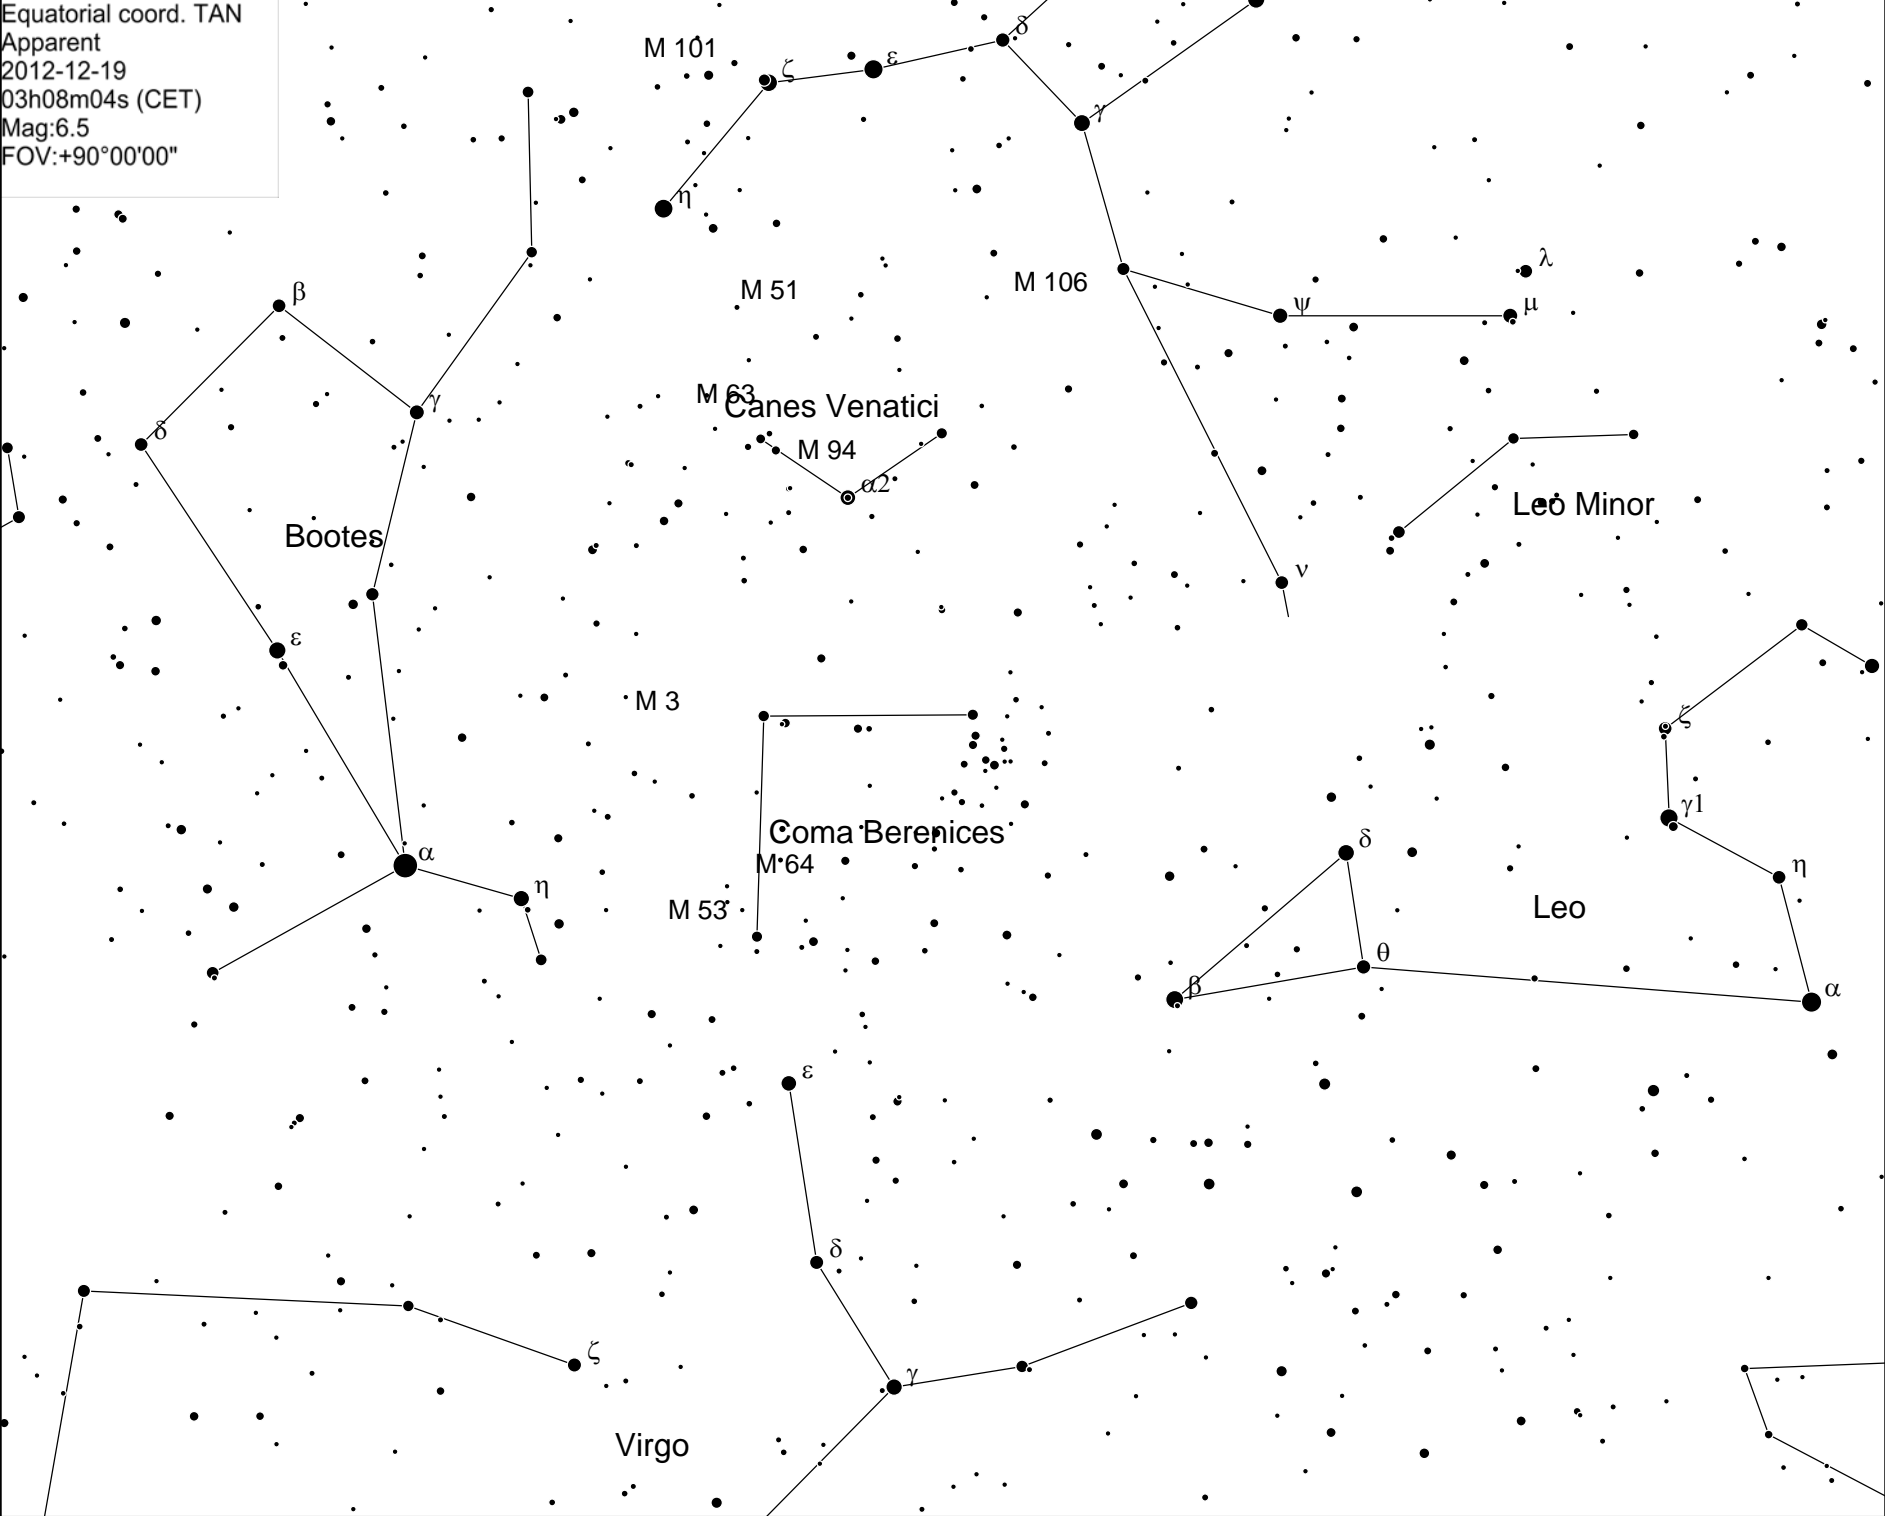 Equatorial coord. TAN
Apparent
2012-12-19
03h08m04s (CET)
Mag:6.5
FOV:+90°00'00"
δ
M 101
ζ
ε
γ
η
λ
M 106
M 51
β
ψ
μ
M 63
Canes Venatici
γ
δ
M 94
α2
Leo Minor
Bootes
ν
ε
M 3
ζ
γ1
Coma Berenices
δ
α
M 64
η
η
M 53
Leo
θ
β
α
ε
δ
ζ
γ
Virgo